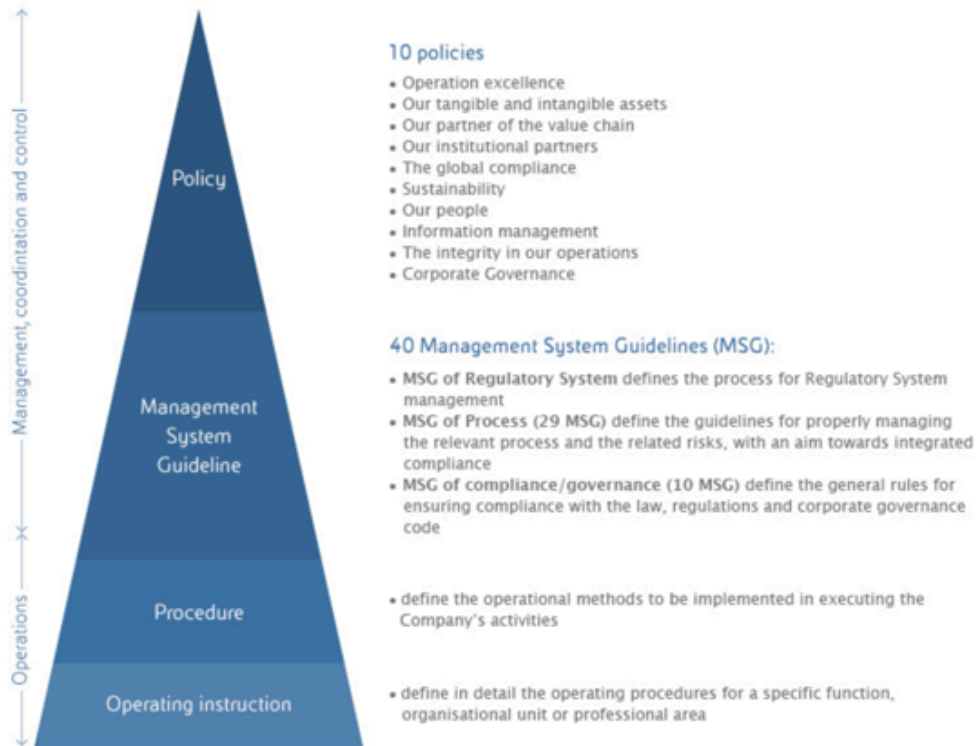 Management, coordintation and control
Operations
Policy
Management
System
Guideline
Procedure
Operating instruction
10 policies
• Operation excellence
• Our tangible and intangible assets
• Our partner of the value chain
• Our institutional partners
• The global compliance
• Sustainability
• Our people
• Information management
• The integrity in our operations
• Corporate Governance
40 Management System Guidelines (MSG):
• MSG of Regulatory System defines the process for Regulatory System
management
• MSG of Process (29 MSG) define the guidelines for properly managing
the relevant process and the related risks, with an aim towards integrated
compliance
• MSG of compliance/governance (10 MSG) define the general rules for
ensuring compliance with the law, regulations and corporate governance
code
• define the operational methods to be implemented in executing the
Company's activities
• define in detail the operating procedures for a specific function,
organisational unit or professional area